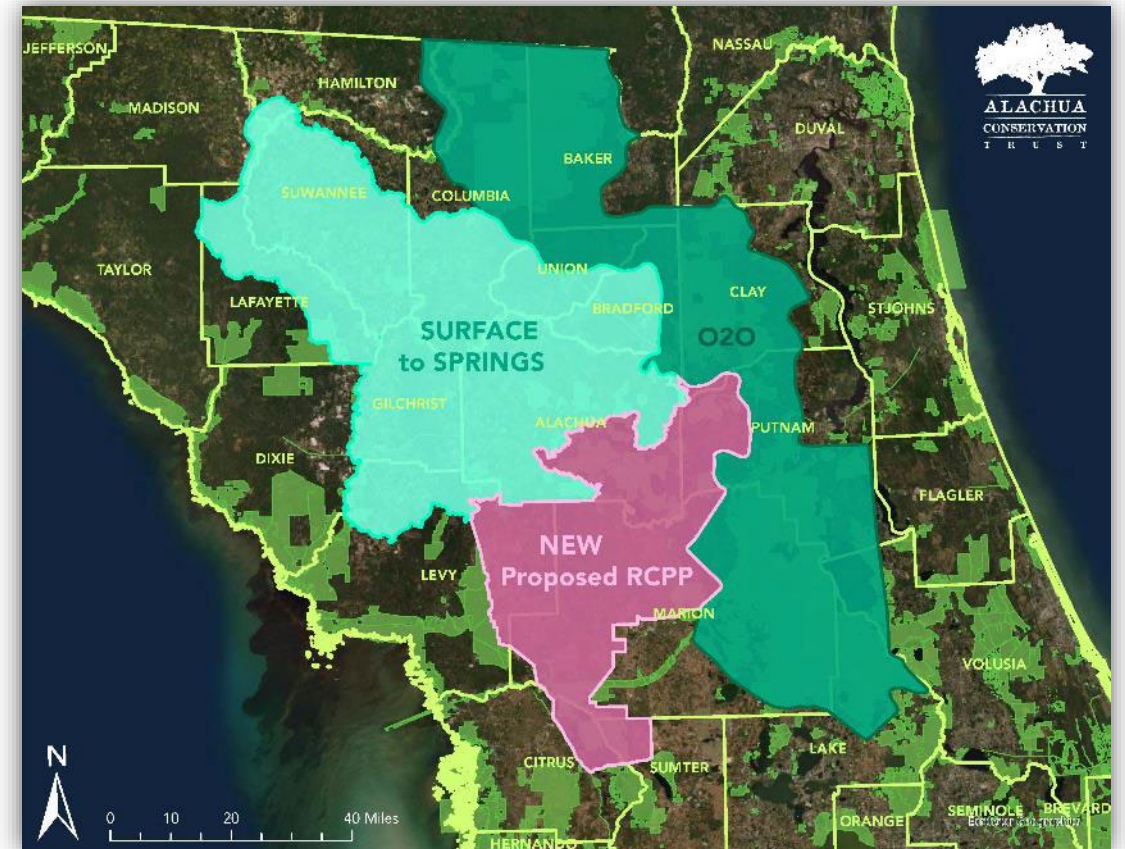 JEFFERSON
NASSAU
HAMILTON
MADISON
ALACHUA
CONSERVATION
TRUST
DUVAL
BAKER
SUWANNEE
COLUMBIA
TAYLOR
UNION
LAFAYETTE
CLAY
BRADFORD
STJOHNS
SURFACE
to SPRINGS
O2O
GILCHRIST
ALACHUA
PUTNAM
DIXIE
FLAGLER
NEW
Proposed RCPP
LEVY
MARION
VOLUSIA
N
CITRUS
SUMTER
LAKE
0 10 20 40 Miles
SEMINOLE
BREVARD
ORANGE
HERNANDO